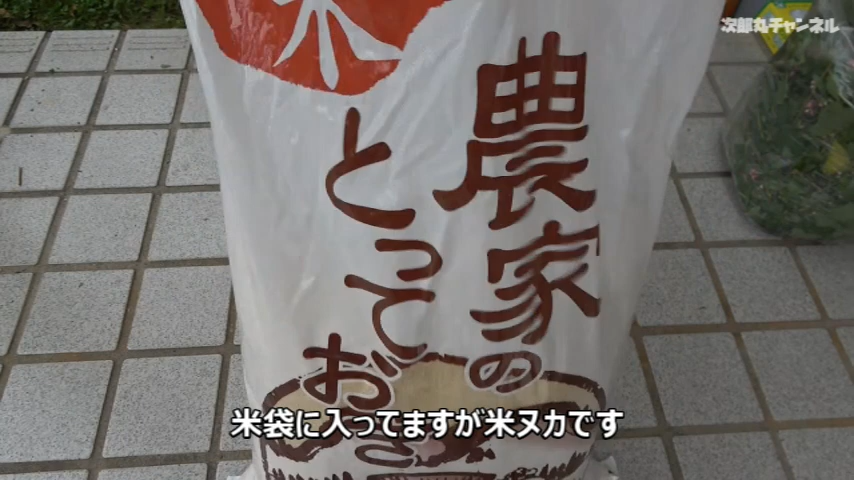 次郎丸チャンネル
米
農家の
とっておき
米袋に入ってますが米ヌカです